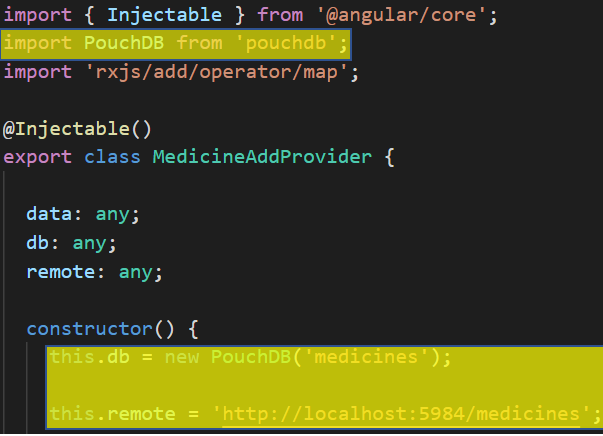 import { Injectable } from '@angular/core';
import PouchDB from 'pouchdb';
import 'rxjs/add/operator/map';
@Injectable()
export class MedicineAddProvider {
data: any;
db: any;
remote: any;
constructor() {
this.db = new PouchDB('medicines');
this.remote = 'http://localhost:5984/medicines';